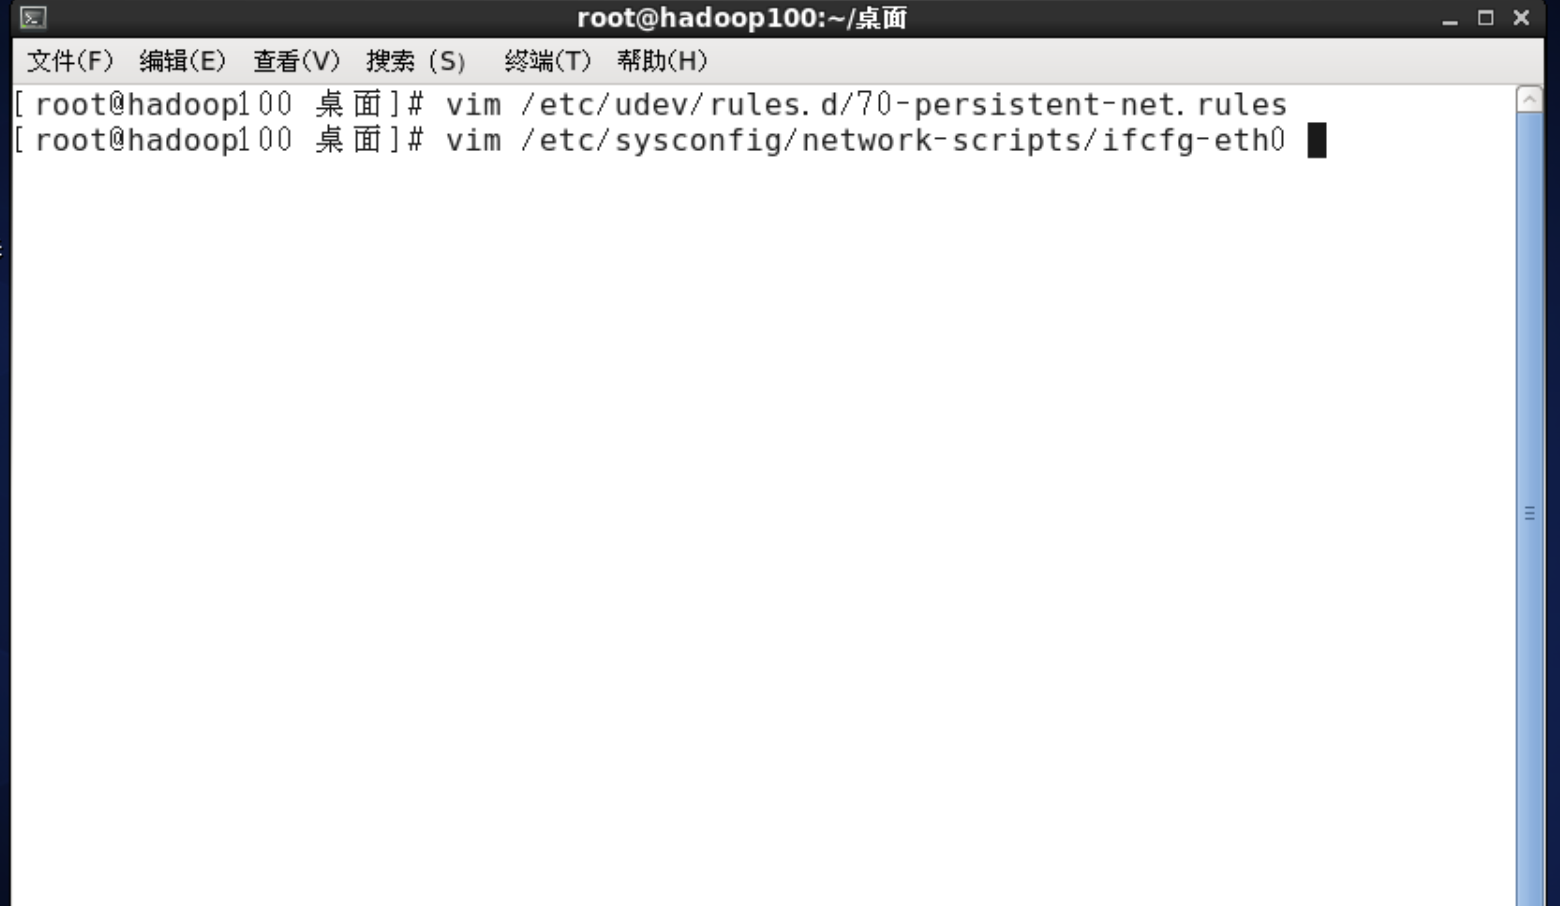 root@hadoop100:~/桌面
文件(F) 编辑(E) 查看(V) 搜索 (S) 终端(T) 帮助(H)
[root@hadoop100 桌面]# vim /etc/udev/rules.d/70-persistent-net.rules
[root@hadoop100 桌面]# vim /etc/sysconfig/network-scripts/ifcfg-eth0